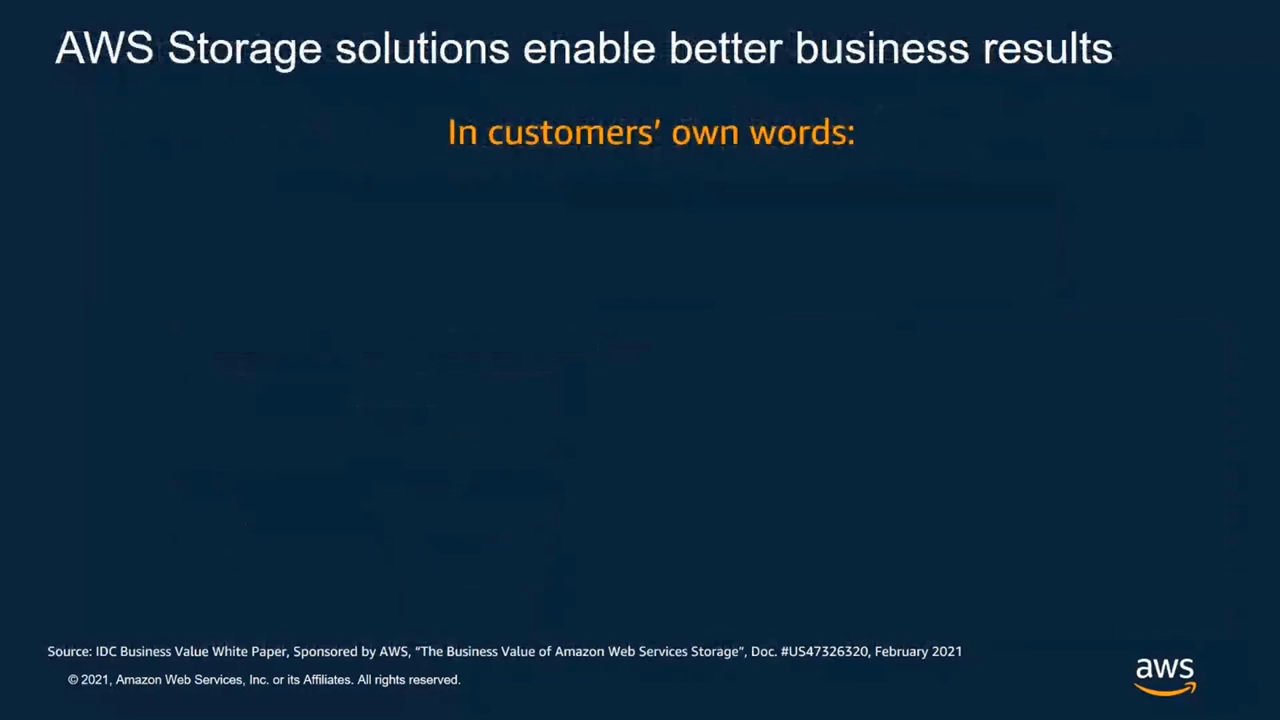 AWS Storage solutions enable better business results
In customers’ own words:
Source: IDC Business Value White Paper, Sponsored by AWS, “The Business Value of Amazon Web Services Storage”, Doc. #US47326320, February 2021
© 2021, Amazon Web Services, Inc. or its Affiliates. All rights reserved.
aws